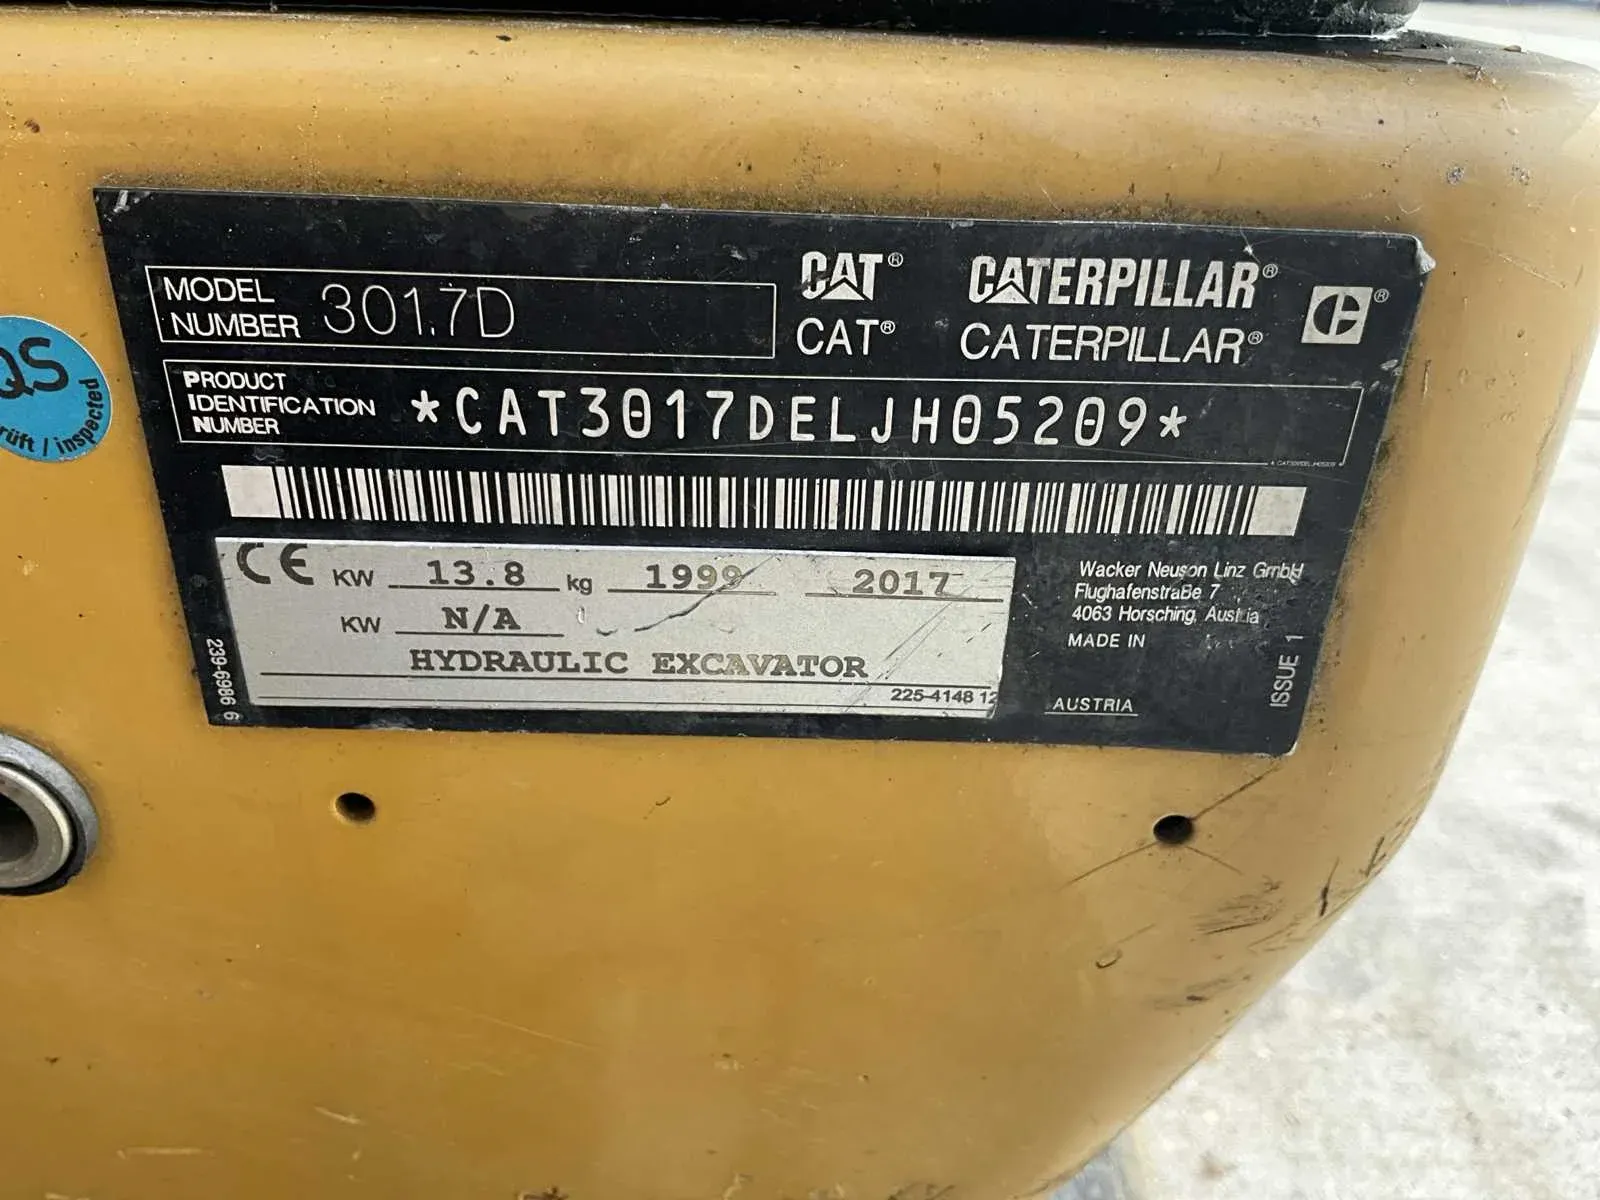 MODEL NUMBER 301.7D
CAT® CATERPILLAR®
CAT® CATERPILLAR®
PRODUCT IDENTIFICATION NUMBER *CAT3017DELJH05209*
CE KW 13.8 kg 1999 2017
KW N/A
HYDRAULIC EXCAVATOR
225-4148 12
239-6986 6
Wacker Neuson Linz GmbH
Flughafenstraße 7
4063 Horsching, Austria
MADE IN
AUSTRIA
ISSUE 1
QS
rüft / inspected